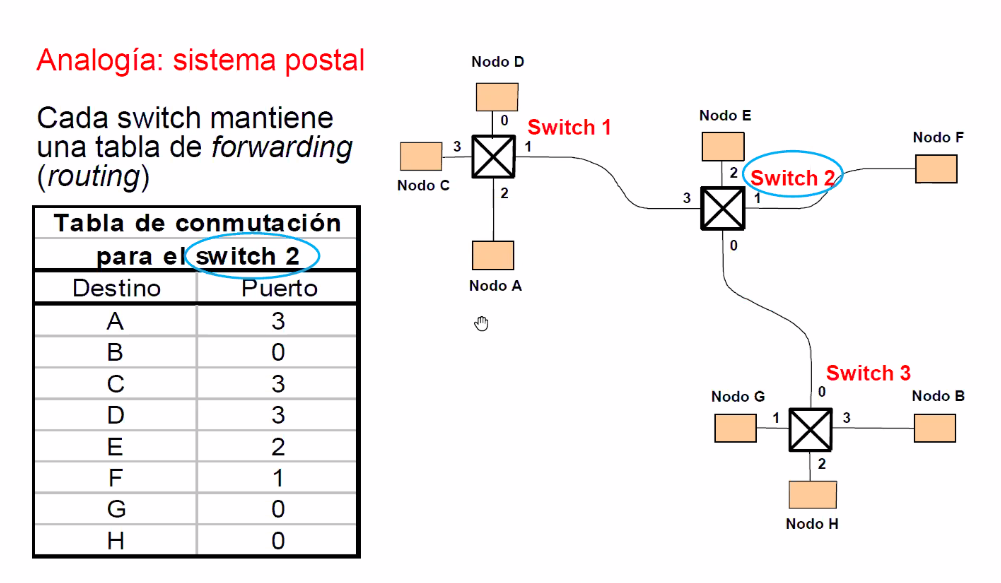 Analogía: sistema postal
Cada switch mantiene
una tabla de forwarding
(routing)
Tabla de conmutación
para el switch 2
Destino Puerto
A 3
B 0
C 3
D 3
E 2
F 1
G 0
H 0
Nodo D
0
Switch 1
3
1
Nodo C
2
Nodo A
Nodo E
Nodo F
2
Switch 2
3
1
0
Switch 3
0
Nodo G
Nodo B
1
3
2
Nodo H